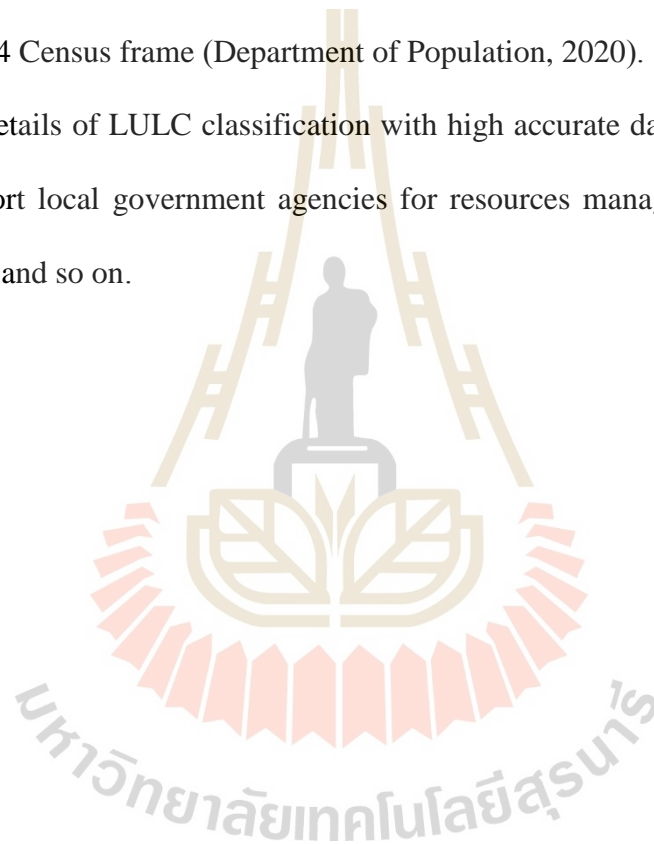 4 Census frame (Department of Population, 2020).
etails of LULC classification with high accurate da
ort local government agencies for resources manag
and so on.
มหาวิทยาลัยเทคโนโลยีสุรนารี